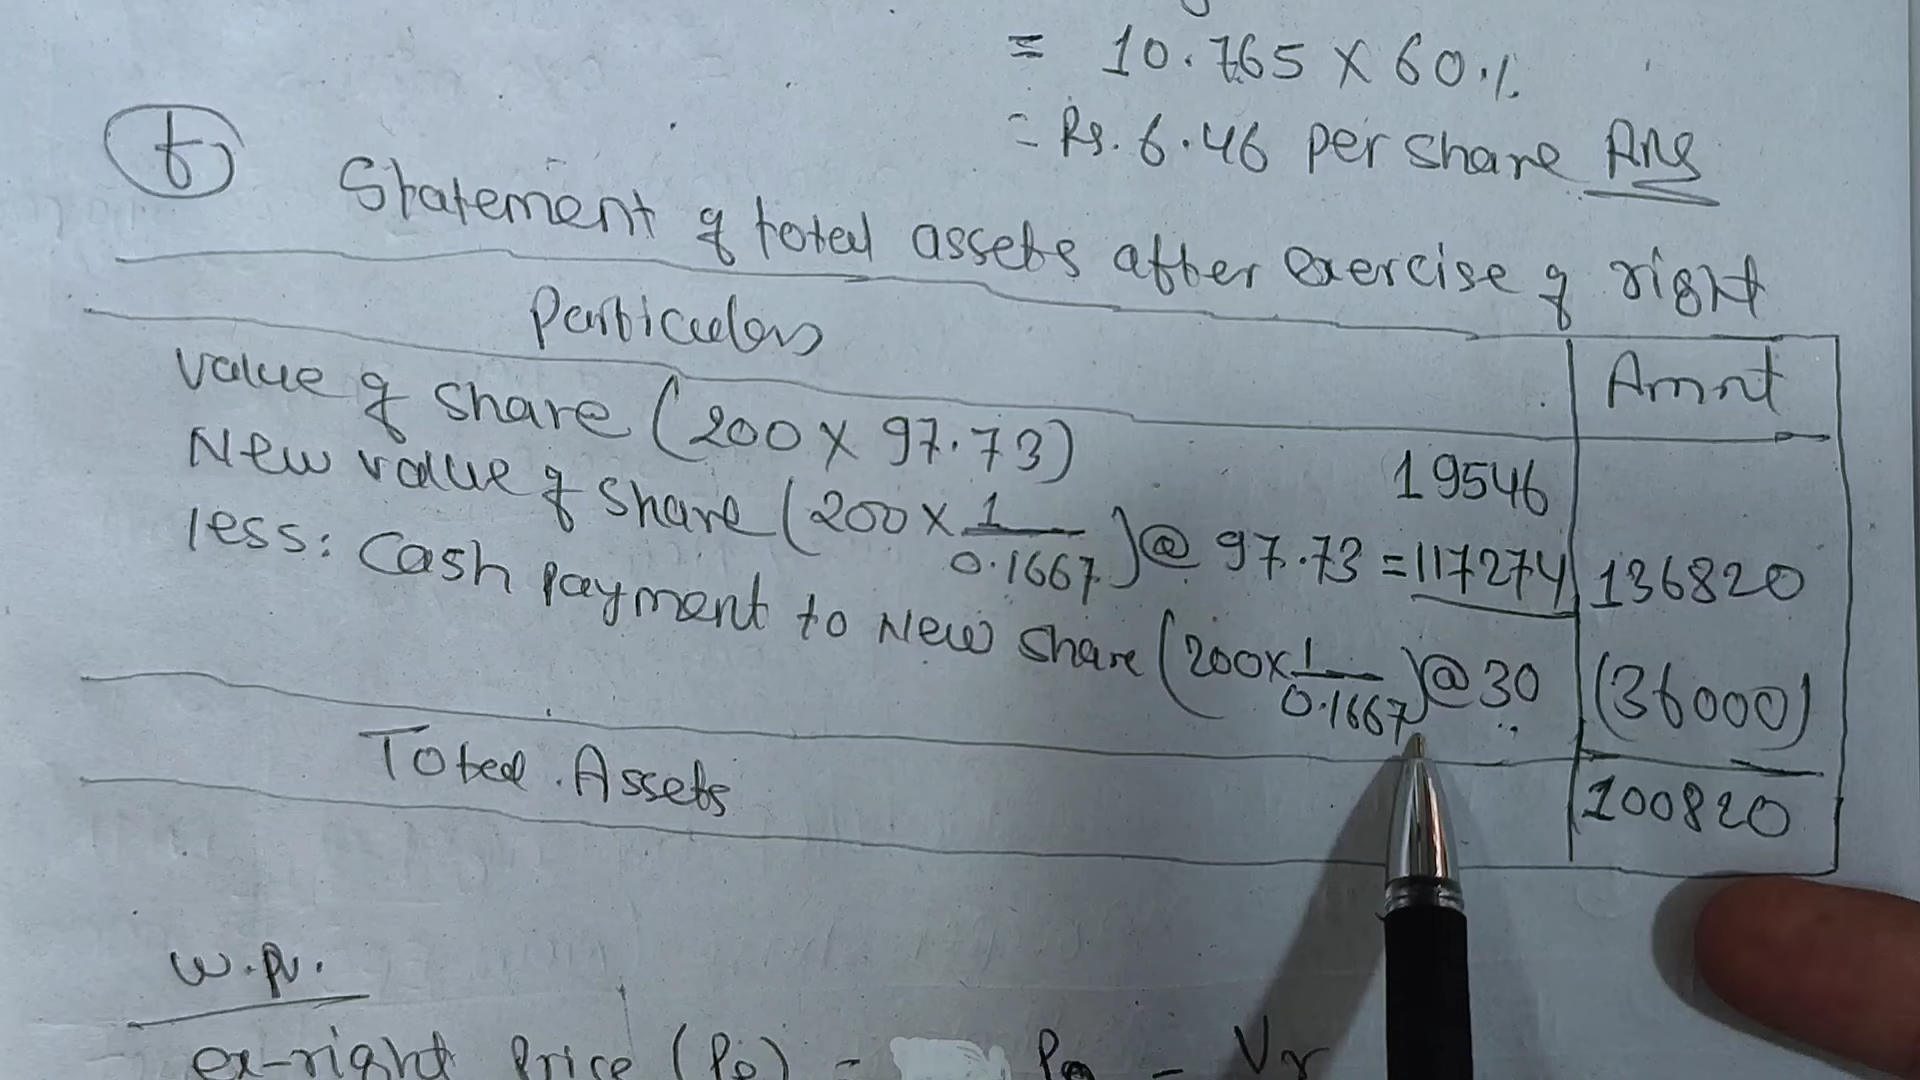 = 10.765 × 60%
= Rs. 6.46 per share Ans
f) Statement of total assets after exercise of right
Particulars Amnt
Value of share (200 × 97.73) 19546
New value of share (200 × 1/0.1667) @ 97.73 = 117274 136820
less: Cash payment to New share (200 × 1/0.1667) @ 30 (36000)
Total Assets 100820
W.N.
ex-right Price (P0) = P0 - Vr